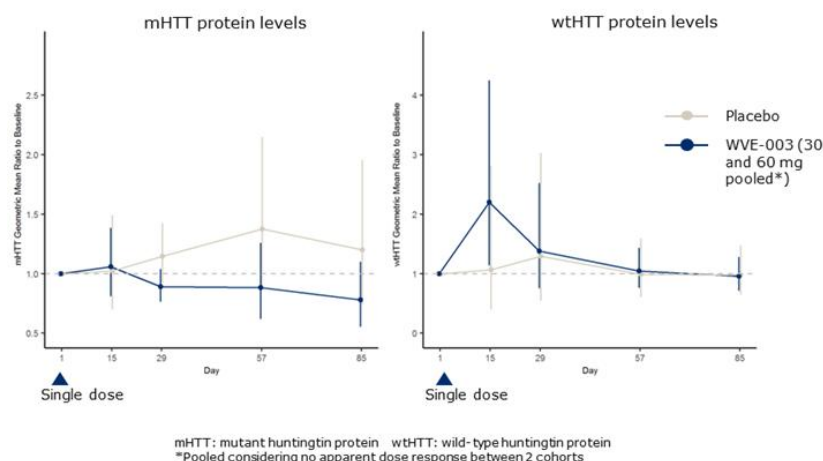 mHTT protein levels
wtHTT protein levels
mHTT Geometric Mean Ratio to Baseline
2.5
2.0
1.5
1.0
0.5
1 15 29 57 85
Day
Single dose
wtHTT Geometric Mean Ratio to Baseline
4
3
2
1
0
1 15 29 57 85
Day
Single dose
Placebo
WVE-003 (30
and 60 mg
pooled*)
mHTT: mutant huntingtin protein wtHTT: wild-type huntingtin protein
*Pooled considering no apparent dose response between 2 cohorts